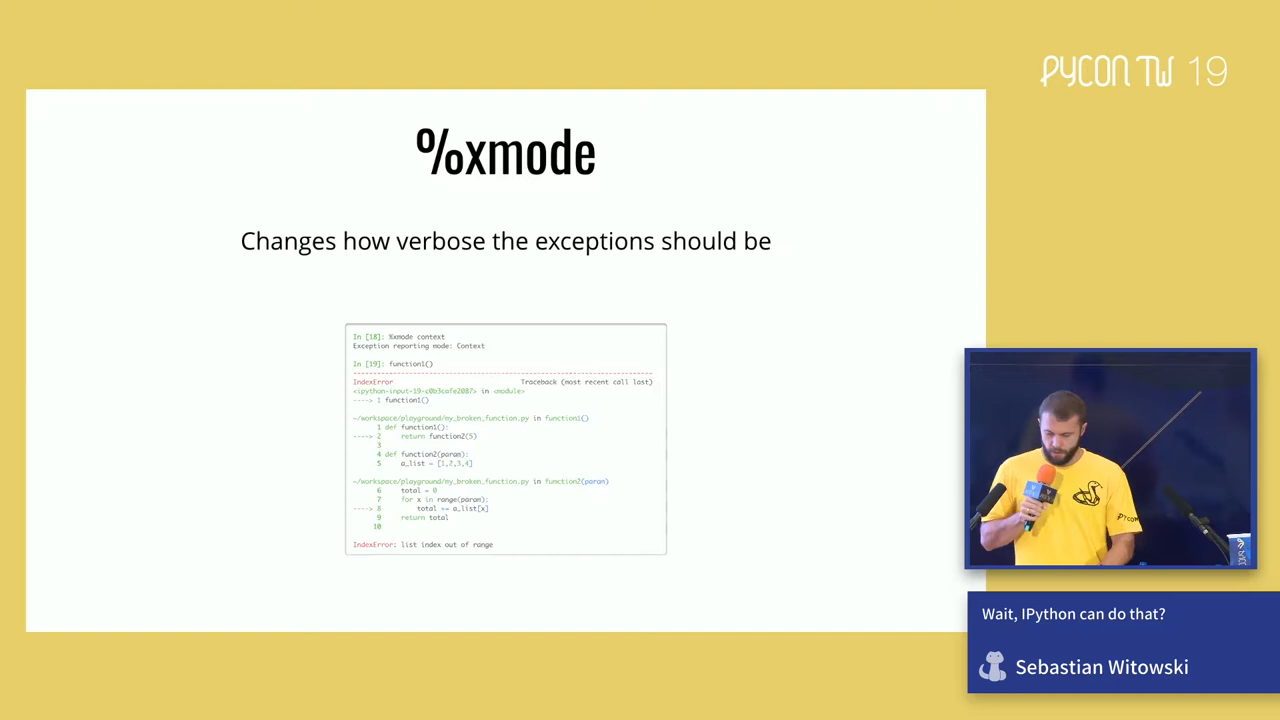 PYCON TW 19
%xmode
Changes how verbose the exceptions should be
In [18]: %xmode context
Exception reporting mode: Context
In [19]: function1()
IndexError Traceback (most recent call last)
<ipython-input-19-c0b3cafe2087> in <module>
----> 1 function1()
~/workspace/playground/my_broken_function.py in function1()
1 def function1():
----> 2 return function2(5)
3
4 def function2(param):
5 a_list = [1,2,3,4]
~/workspace/playground/my_broken_function.py in function2(param)
6 total = 0
7 for x in range(param):
----> 8 total += a_list[x]
9 return total
10
IndexError: list index out of range
Wait, IPython can do that?
Sebastian Witowski